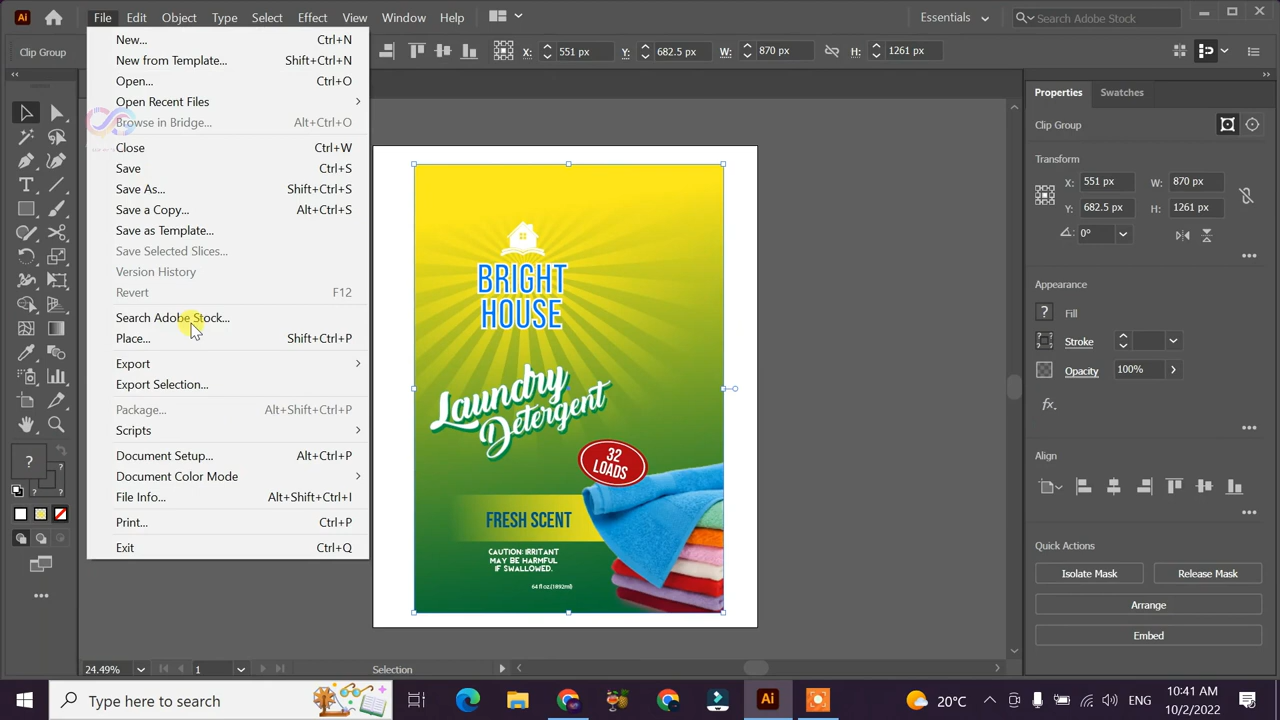 Ai File Edit Object Type Select Effect View Window Help Essentials Search Adobe Stock
Clip Group X: 551 px Y: 682.5 px W: 870 px H: 1261 px
New... Ctrl+N
New from Template... Shift+Ctrl+N
Open... Ctrl+O
Open Recent Files
Browse in Bridge... Alt+Ctrl+O
Close Ctrl+W
Save Ctrl+S
Save As... Shift+Ctrl+S
Save a Copy... Alt+Ctrl+S
Save as Template...
Save Selected Slices...
Version History
Revert F12
Search Adobe Stock...
Place... Shift+Ctrl+P
Export
Export Selection...
Package... Alt+Shift+Ctrl+P
Scripts
Document Setup... Alt+Ctrl+P
Document Color Mode
File Info... Alt+Shift+Ctrl+I
Print... Ctrl+P
Exit Ctrl+Q
BRIGHT
HOUSE
Laundry
Detergent
32
LOADS
FRESH SCENT
CAUTION: IRRITANT
MAY BE HARMFUL
IF SWALLOWED.
64 fl oz.(1892ml)
Properties Swatches
Clip Group
Transform
X: 551 px W: 870 px
Y: 682.5 px H: 1261 px
0°
Appearance
? Fill
Stroke
Opacity 100%
fx.
Align
Quick Actions
Isolate Mask Release Mask
Arrange
Embed
?
? ?
24.49% 1 Selection
Type here to search Ai 20°C ENG 10:41 AM
10/2/2022